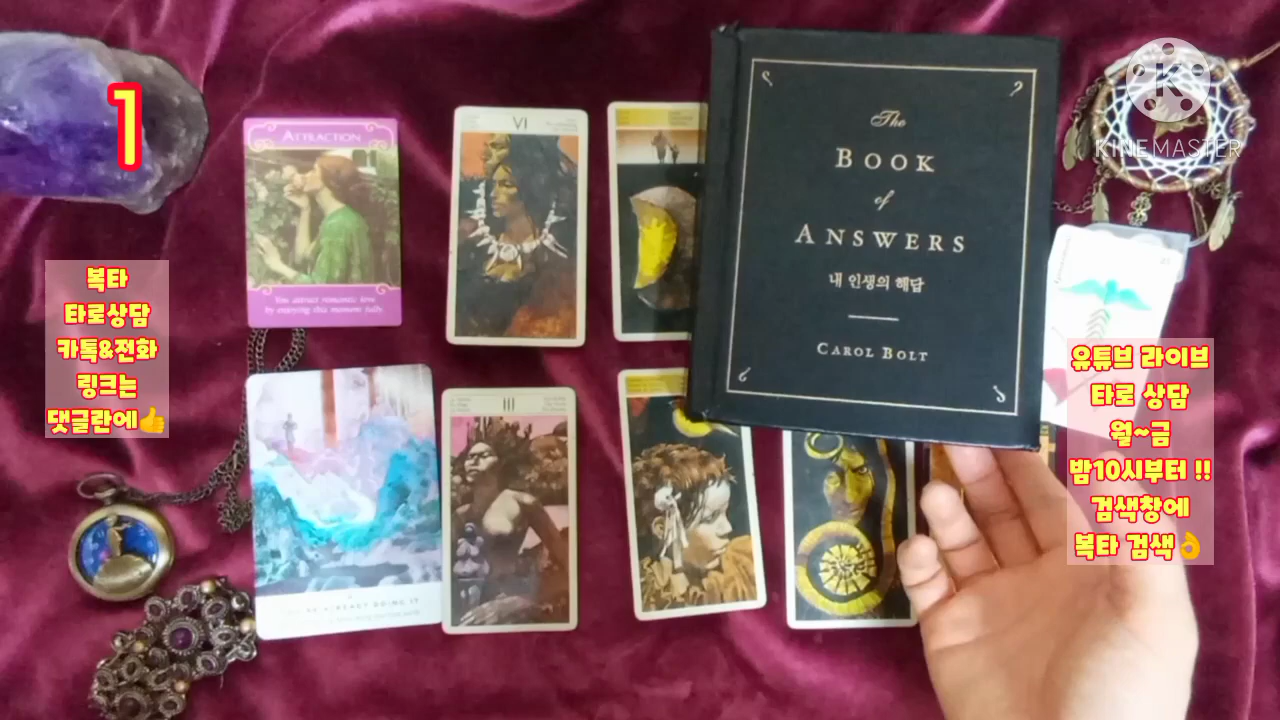 1
ATTRACTION
You attract romantic love
by enjoying this moment fully.
VI
III
The
BOOK
of
ANSWERS
내 인생의 해답
CAROL BOLT
KINEMASTER
복타
타로상담
카톡&전화
링크는
댓글란에👍
유튜브 라이브
타로 상담
월~금
밤10시부터 !!
검색창에
복타 검색👌
ALREADY DOING IT